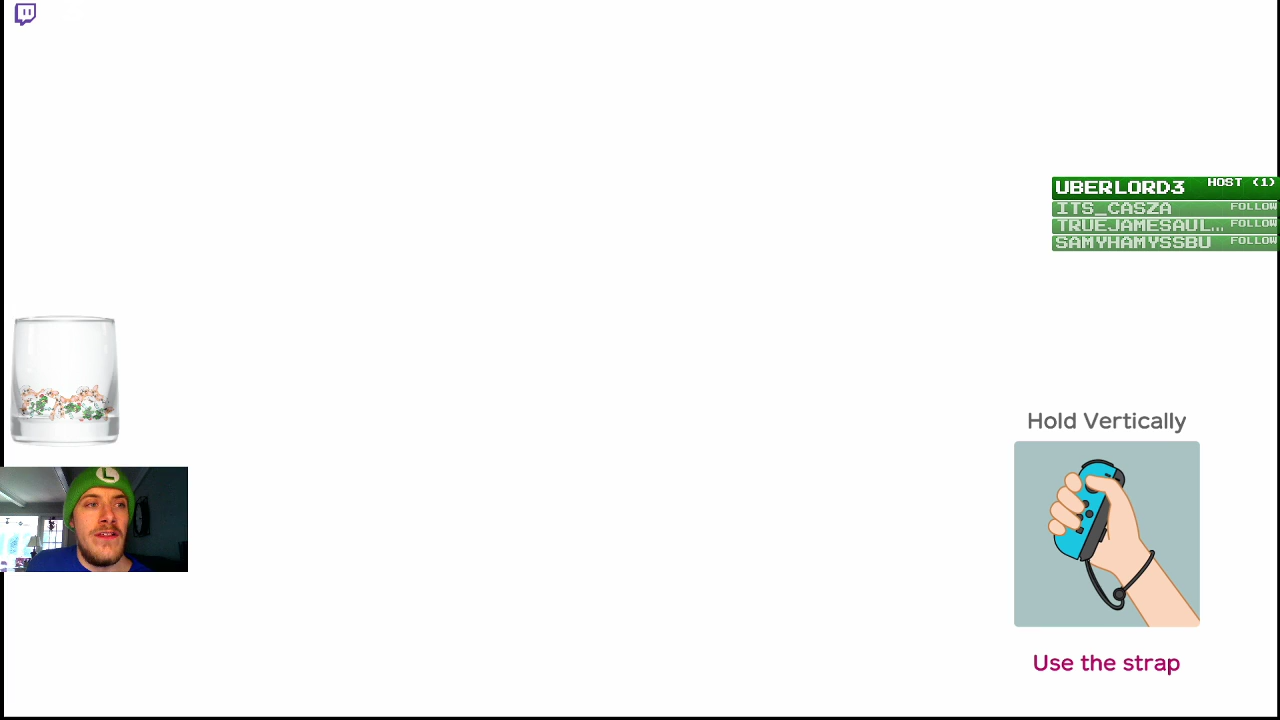 UBERLORD3 HOST (1)
ITS_CASZA FOLLOW
TRUEJAMESAUL... FOLLOW
SAMYHAMYSSBU FOLLOW
Hold Vertically
L
Use the strap